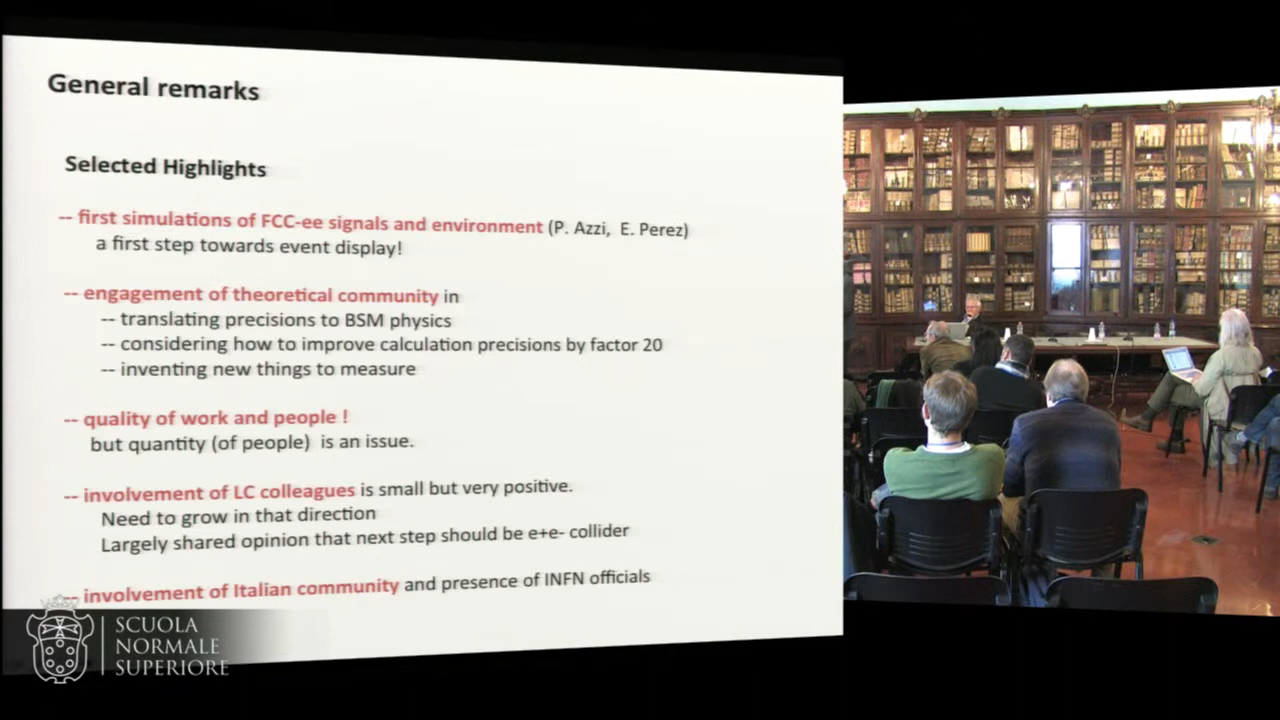 General remarks
Selected Highlights
-- first simulations of FCC-ee signals and environment (P. Azzi, E. Perez)
a first step towards event display!
-- engagement of theoretical community in
-- translating precisions to BSM physics
-- considering how to improve calculation precisions by factor 20
-- inventing new things to measure
-- quality of work and people !
but quantity (of people) is an issue.
-- involvement of LC colleagues is small but very positive.
Need to grow in that direction
Largely shared opinion that next step should be e+e- collider
-- involvement of Italian community and presence of INFN officials
SCUOLA
NORMALE
SUPERIORE